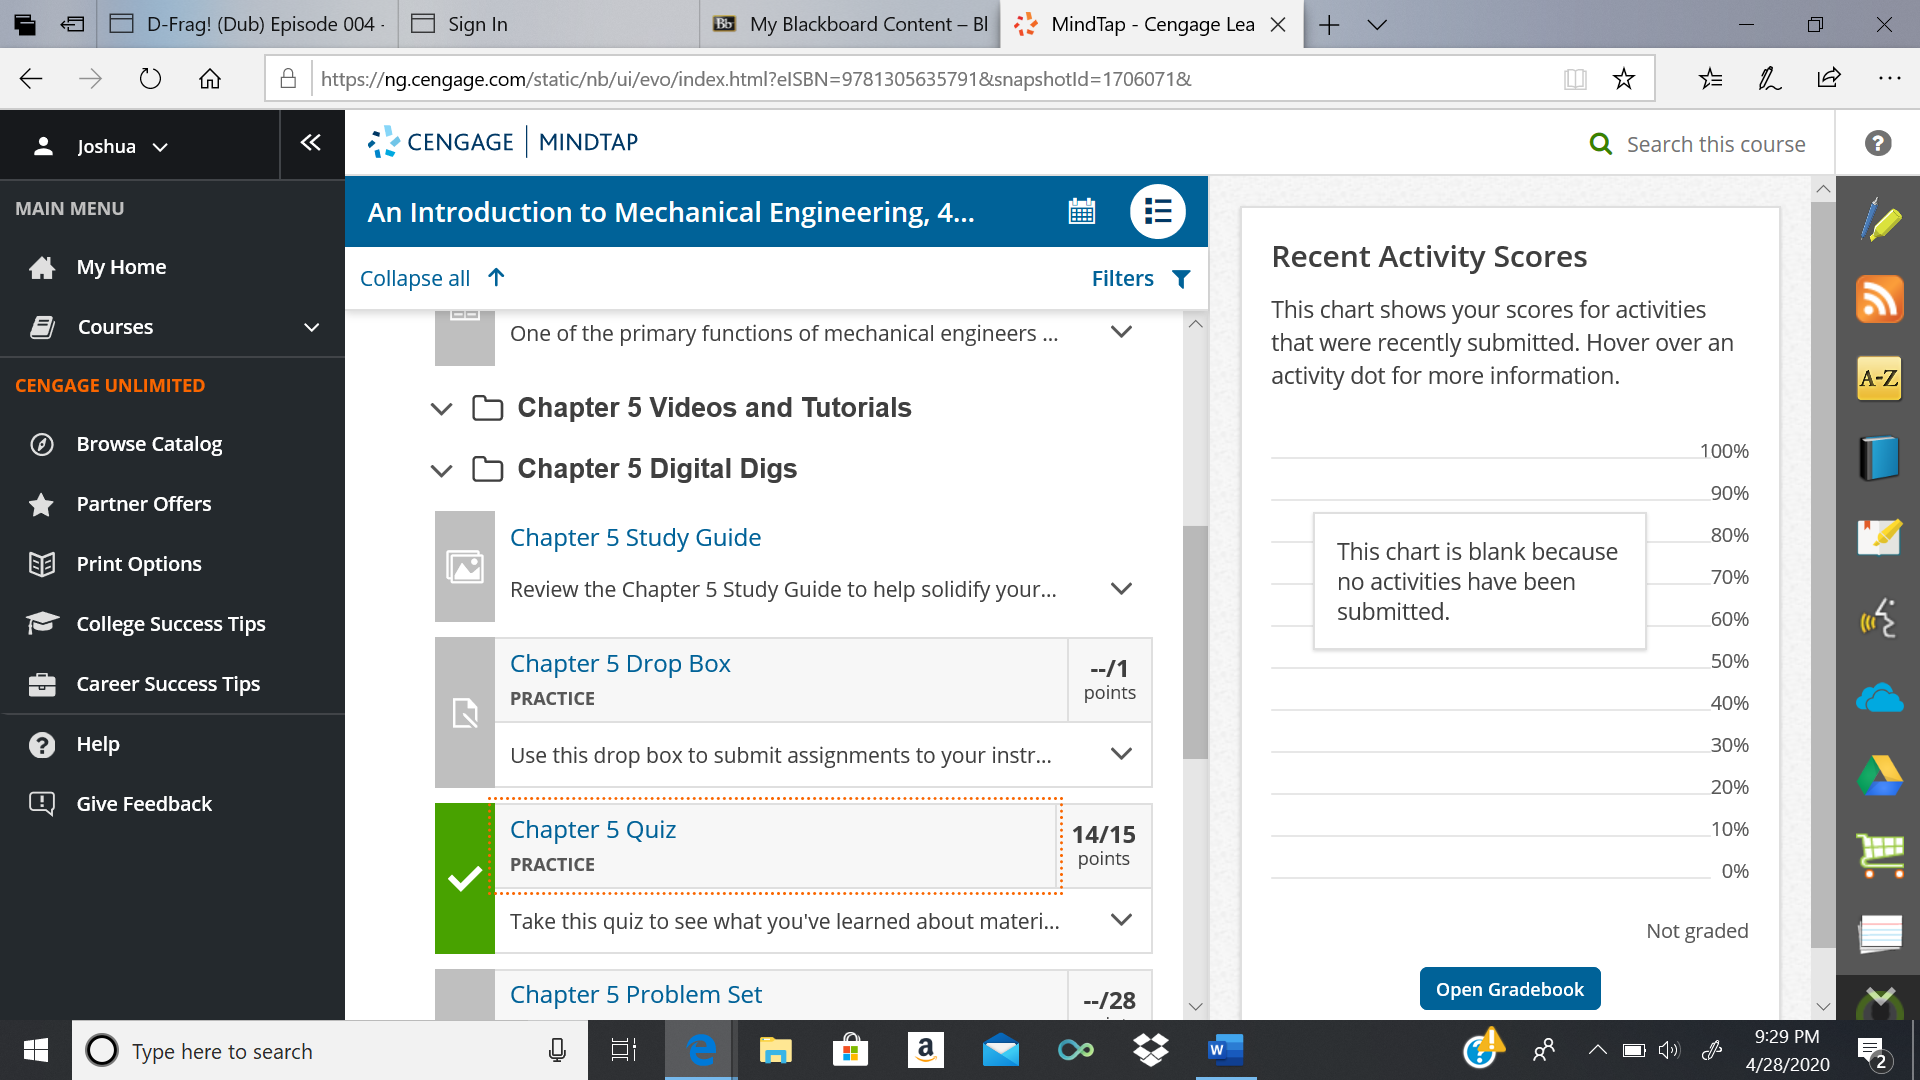 D-Frag! (Dub) Episode 004 -
Sign In
Bb My Blackboard Content – Bl
MindTap - Cengage Lea
https://ng.cengage.com/static/nb/ui/evo/index.html?eISBN=9781305635791&snapshotId=1706071&
Joshua
CENGAGE | MINDTAP
Search this course
MAIN MENU
My Home
Courses
CENGAGE UNLIMITED
Browse Catalog
Partner Offers
Print Options
College Success Tips
Career Success Tips
Help
Give Feedback
An Introduction to Mechanical Engineering, 4...
Collapse all
Filters
One of the primary functions of mechanical engineers ...
Chapter 5 Videos and Tutorials
Chapter 5 Digital Digs
Chapter 5 Study Guide
Review the Chapter 5 Study Guide to help solidify your...
Chapter 5 Drop Box
PRACTICE
--/1
points
Use this drop box to submit assignments to your instr...
Chapter 5 Quiz
PRACTICE
14/15
points
Take this quiz to see what you've learned about materi...
Chapter 5 Problem Set
--/28
Recent Activity Scores
This chart shows your scores for activities
that were recently submitted. Hover over an
activity dot for more information.
100%
90%
80%
70%
60%
50%
40%
30%
20%
10%
0%
This chart is blank because
no activities have been
submitted.
Not graded
Open Gradebook
A-Z
Type here to search
9:29 PM
4/28/2020
2